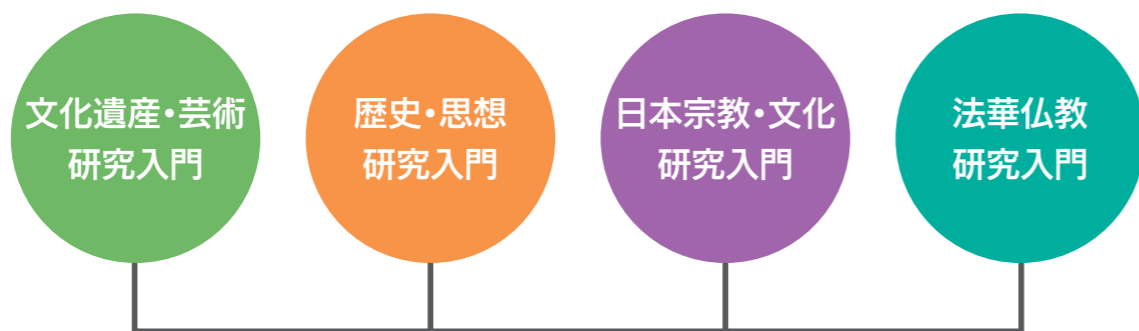 文化遺産・芸術
研究入門
歴史・思想
研究入門
日本宗教・文化
研究入門
法華仏教
研究入門